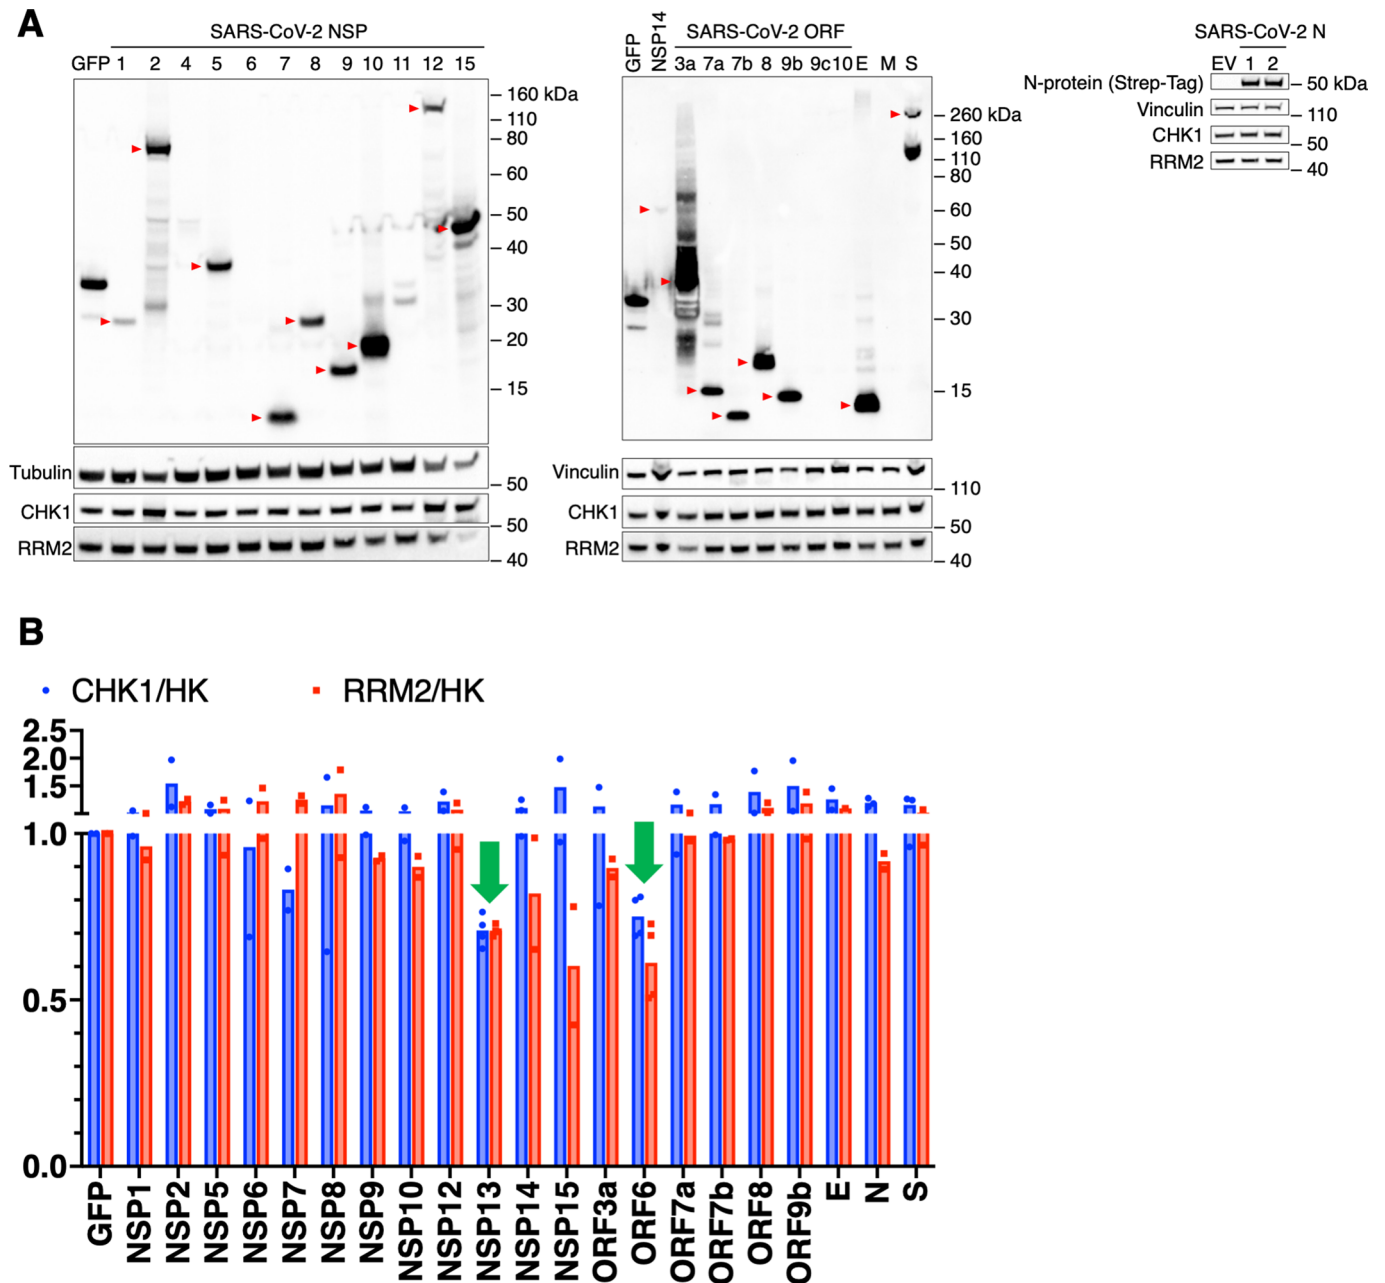 A
SARS-CoV-2 NSP
GFP 1 2 4 5 6 7 8 9 10 11 12 15
160 kDa
110
80
60
50
40
30
20
15
Tubulin
50
CHK1
50
RRM2
40
GFP
NSP14
SARS-CoV-2 ORF
3a 7a 7b 8 9b 9c10 E M S
260 kDa
160
110
80
60
50
40
30
15
Vinculin
110
CHK1
50
RRM2
40
SARS-CoV-2 N
EV 1 2
N-protein (Strep-Tag)
50 kDa
Vinculin
110
CHK1
50
RRM2
40
B
CHK1/HK
RRM2/HK
2.5
2.0
1.5
1.0
0.5
0.0
GFP
NSP1
NSP2
NSP5
NSP6
NSP7
NSP8
NSP9
NSP10
NSP12
NSP13
NSP14
NSP15
ORF3a
ORF6
ORF7a
ORF7b
ORF8
ORF9b
E
N
S